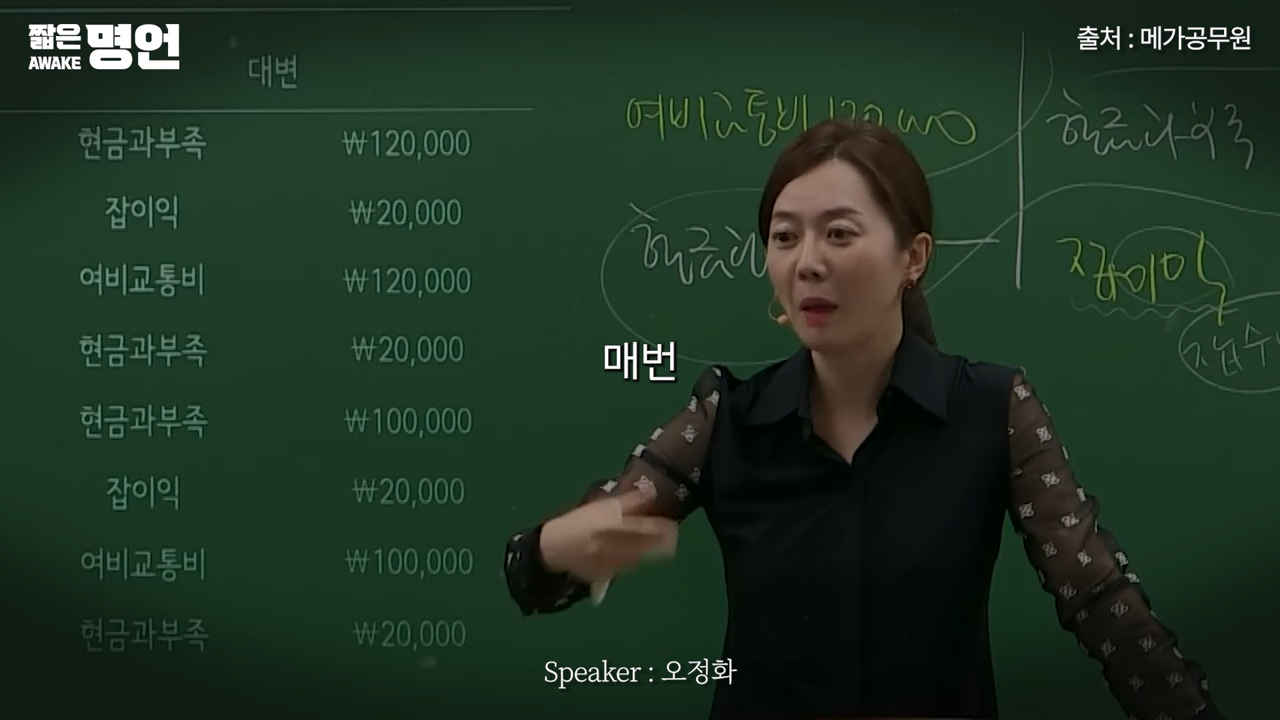 짧은 명언
AWAKE
출처 : 메가공무원
대변
현금과부족 ₩120,000
잡이익 ₩20,000
여비교통비 ₩120,000
현금과부족 ₩20,000
현금과부족 ₩100,000
잡이익 ₩20,000
여비교통비 ₩100,000
현금과부족 ₩20,000
여비교통비
현금과부족
현금과
잡이익
매번
Speaker : 오정화